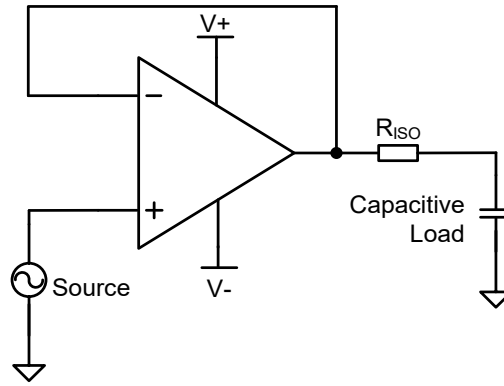 V+
−
R_ISO
+
Capacitive
Load
Source
V-